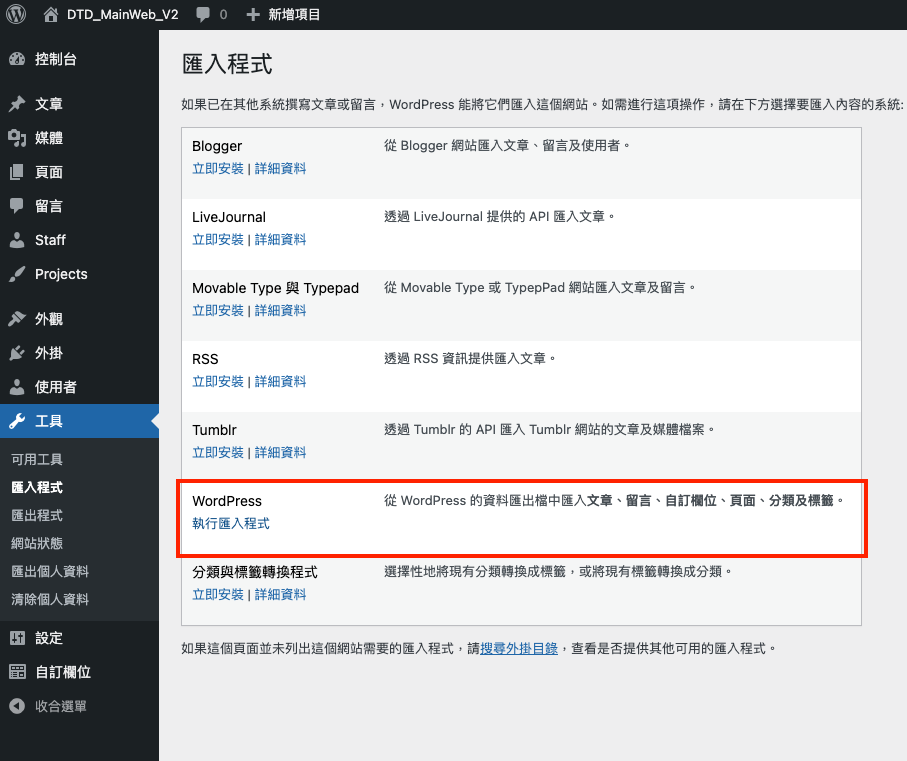 DTD_MainWeb_V2 0 新增項目
控制台
文章
媒體
頁面
留言
Staff
Projects
外觀
外掛
使用者
工具
可用工具
匯入程式
匯出程式
網站狀態
匯出個人資料
清除個人資料
設定
自訂欄位
收合選單
匯入程式
如果已在其他系統撰寫文章或留言，WordPress 能將它們匯入這個網站。如需進行這項操作，請在下方選擇要匯入內容的系統:
Blogger 從 Blogger 網站匯入文章、留言及使用者。
立即安裝 | 詳細資料
LiveJournal 透過 LiveJournal 提供的 API 匯入文章。
立即安裝 | 詳細資料
Movable Type 與 Typepad 從 Movable Type 或 TypepPad 網站匯入文章及留言。
立即安裝 | 詳細資料
RSS 透過 RSS 資訊提供匯入文章。
立即安裝 | 詳細資料
Tumblr 透過 Tumblr 的 API 匯入 Tumblr 網站的文章及媒體檔案。
立即安裝 | 詳細資料
WordPress 從 WordPress 的資料匯出檔中匯入文章、留言、自訂欄位、頁面、分類及標籤。
執行匯入程式
分類與標籤轉換程式 選擇性地將現有分類轉換成標籤，或將現有標籤轉換成分類。
立即安裝 | 詳細資料
如果這個頁面並未列出這個網站需要的匯入程式，請搜尋外掛目錄，查看是否提供其他可用的匯入程式。